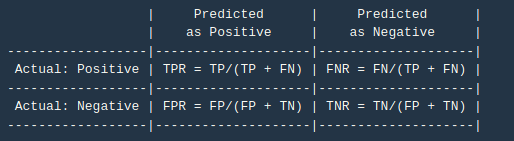 |     Predicted     |     Predicted      |
                 |    as Positive    |    as Negative     |
-----------------|-------------------|--------------------|
Actual: Positive | TPR = TP/(TP + FN) | FNR = FN/(TP + FN) |
-----------------|-------------------|--------------------|
Actual: Negative | FPR = FP/(FP + TN) | TNR = TN/(FP + TN) |
-----------------|-------------------|--------------------|